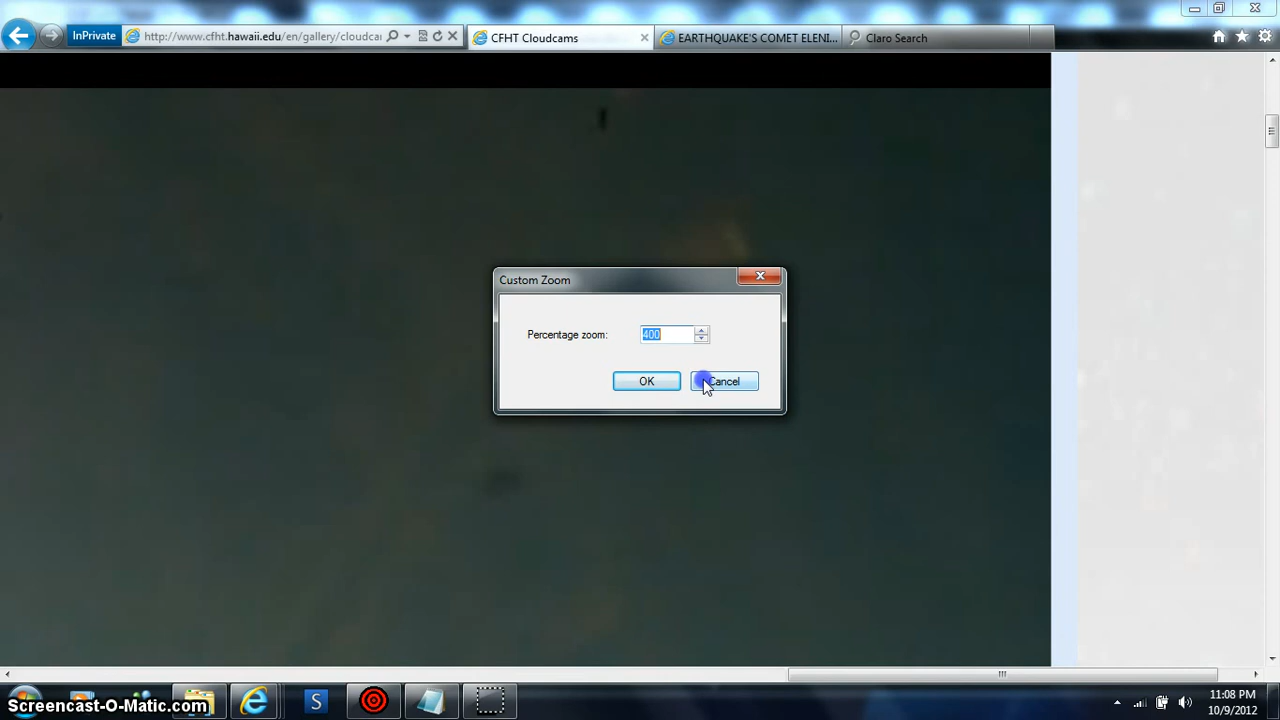 InPrivate
http://www.cfht.hawaii.edu/en/gallery/cloudcai
CFHT Cloudcams
EARTHQUAKE'S COMET ELENI...
Claro Search
Custom Zoom
Percentage zoom:
400
OK
Cancel
S
Screencast-O-Matic.com
11:08 PM
10/9/2012